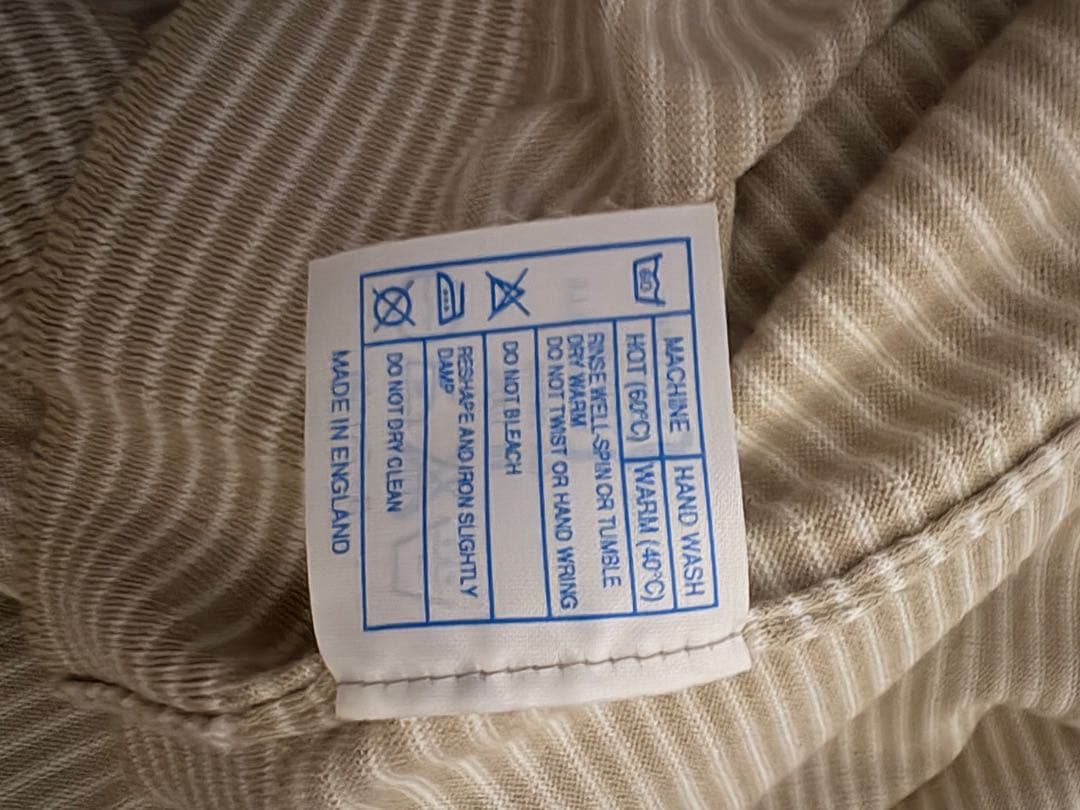 MACHINE HAND WASH
60 HOT (60°C) WARM (40°C)
RINSE WELL-SPIN OR TUMBLE
DRY WARM
DO NOT TWIST OR HAND WRING
DO NOT BLEACH
RESHAPE AND IRON SLIGHTLY
DAMP
DO NOT DRY CLEAN
MADE IN ENGLAND